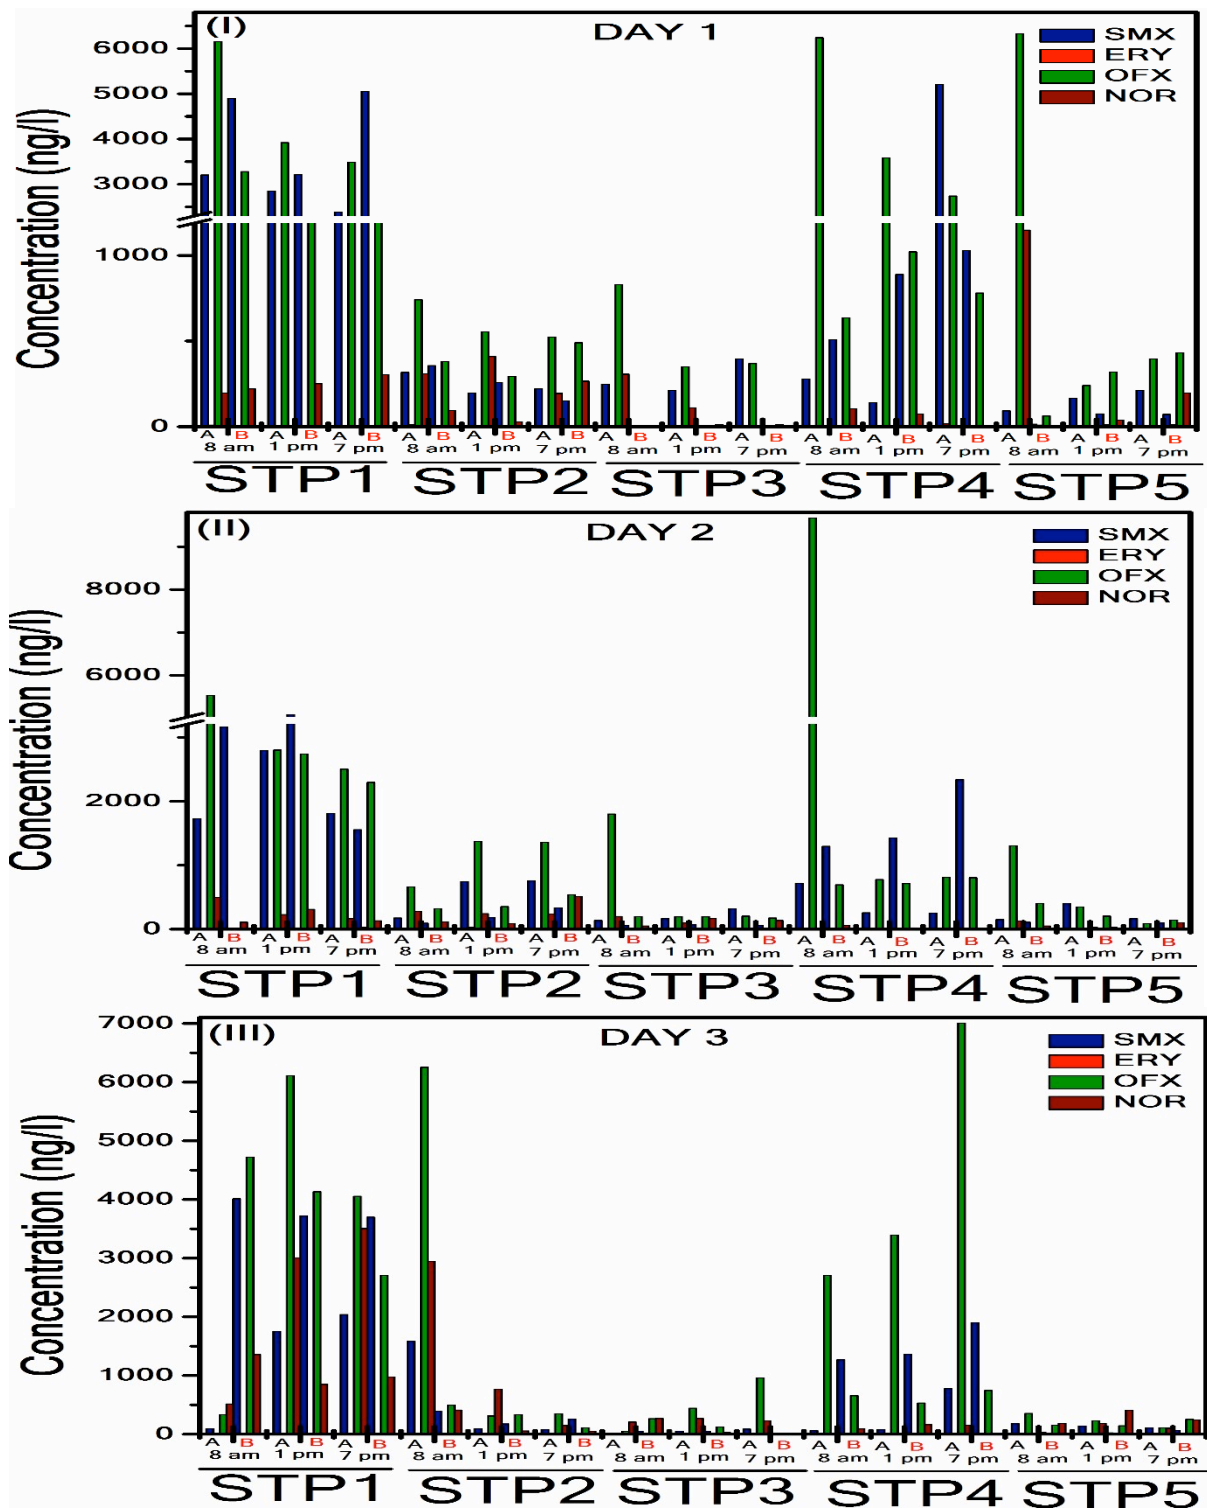 (I) DAY 1
SMX
ERY
OFX
NOR
Concentration (ng/l)
6000
5000
4000
3000
1000
0
A B A B A B A B A B A B A B A B A B A B A B A B A B A B A B
8 am 1 pm 7 pm 8 am 1 pm 7 pm 8 am 1 pm 7 pm 8 am 1 pm 7 pm 8 am 1 pm 7 pm
STP1 STP2 STP3 STP4 STP5
(II) DAY 2
SMX
ERY
OFX
NOR
Concentration (ng/l)
8000
6000
2000
0
A B A B A B A B A B A B A B A B A B A B A B A B A B A B A B
8 am 1 pm 7 pm 8 am 1 pm 7 pm 8 am 1 pm 7 pm 8 am 1 pm 7 pm 8 am 1 pm 7 pm
STP1 STP2 STP3 STP4 STP5
(III) DAY 3
SMX
ERY
OFX
NOR
Concentration (ng/l)
7000
6000
5000
4000
3000
2000
1000
0
A B A B A B A B A B A B A B A B A B A B A B A B A B A B A B
8 am 1 pm 7 pm 8 am 1 pm 7 pm 8 am 1 pm 7 pm 8 am 1 pm 7 pm 8 am 1 pm 7 pm
STP1 STP2 STP3 STP4 STP5